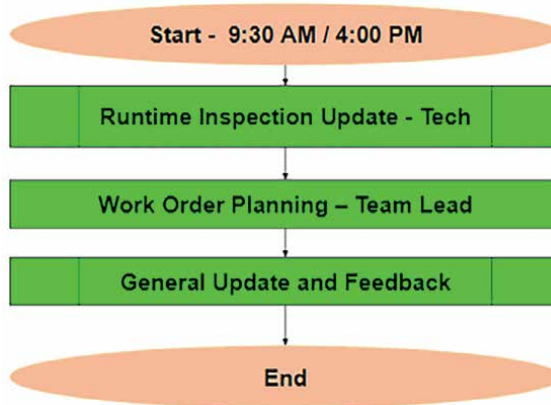 Start - 9:30 AM / 4:00 PM
Runtime Inspection Update - Tech
Work Order Planning – Team Lead
General Update and Feedback
End